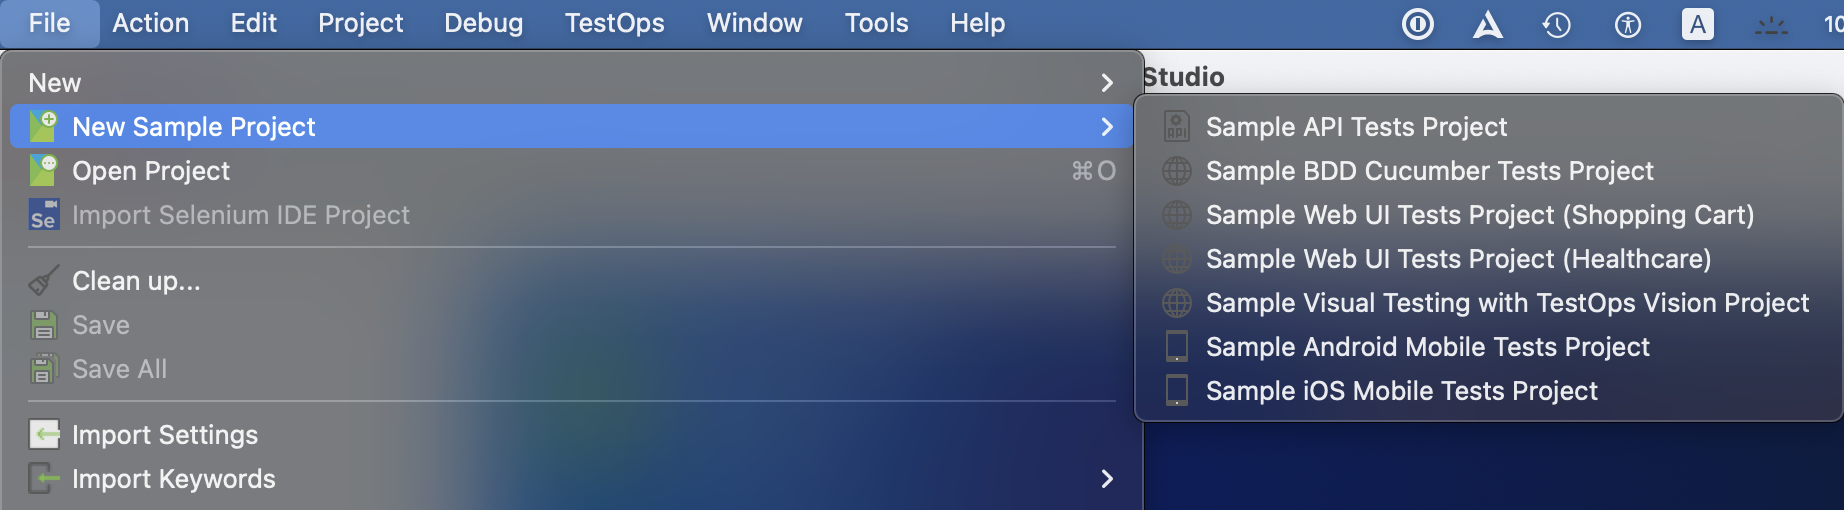 File Action Edit Project Debug TestOps Window Tools Help A 10
Studio
New
New Sample Project
Open Project ⌘O
Se Import Selenium IDE Project
Clean up...
Save
Save All
Import Settings
Import Keywords
API Sample API Tests Project
Sample BDD Cucumber Tests Project
Sample Web UI Tests Project (Shopping Cart)
Sample Web UI Tests Project (Healthcare)
Sample Visual Testing with TestOps Vision Project
Sample Android Mobile Tests Project
Sample iOS Mobile Tests Project